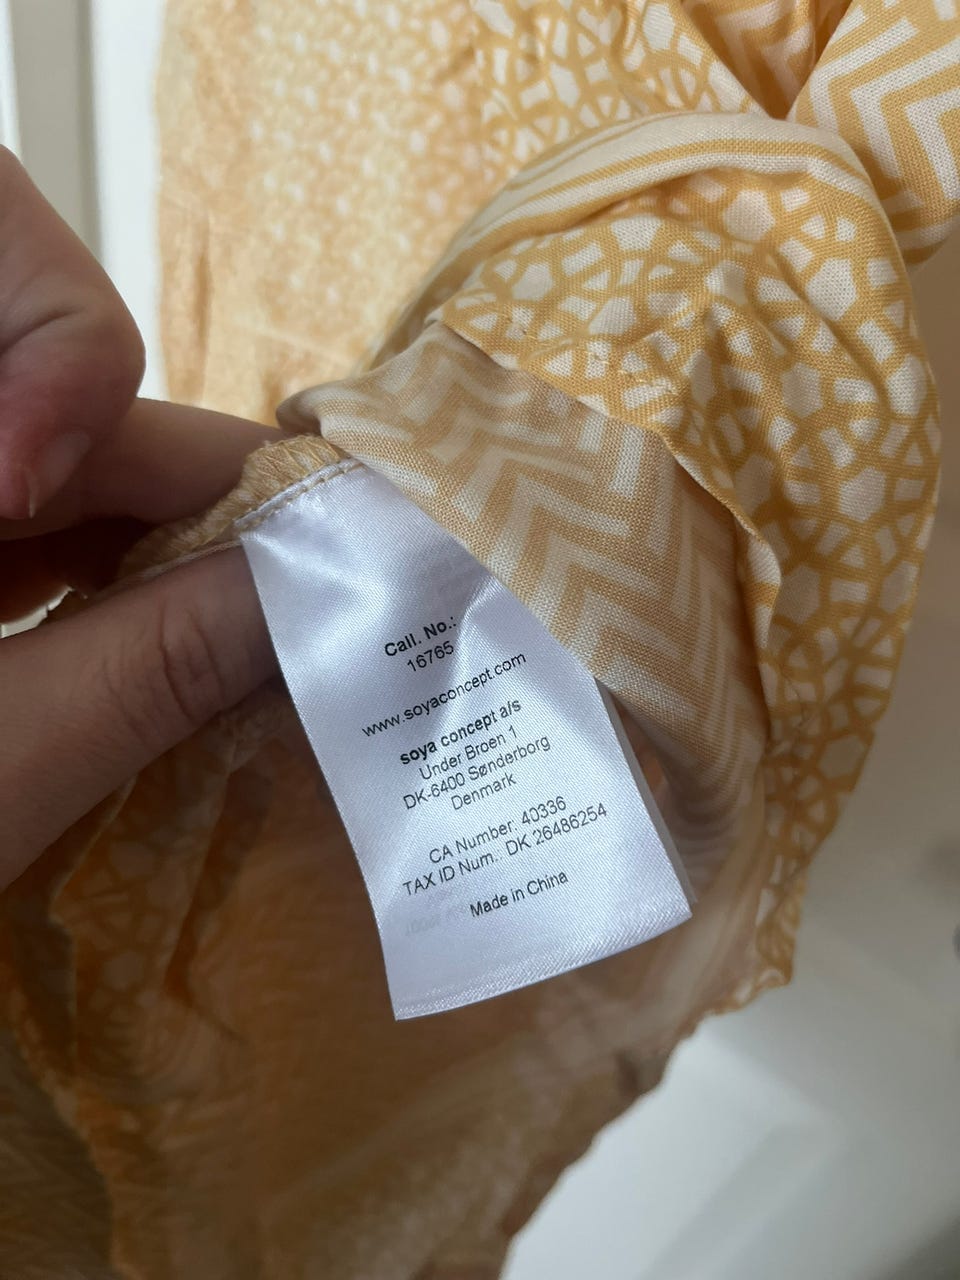 Call. No.:
16765
www.soyaconcept.com
soya concept a/s
Under Broen 1
DK-6400 Sønderborg
Denmark
CA Number: 40336
TAX ID Num.: DK 26486254
Made in China